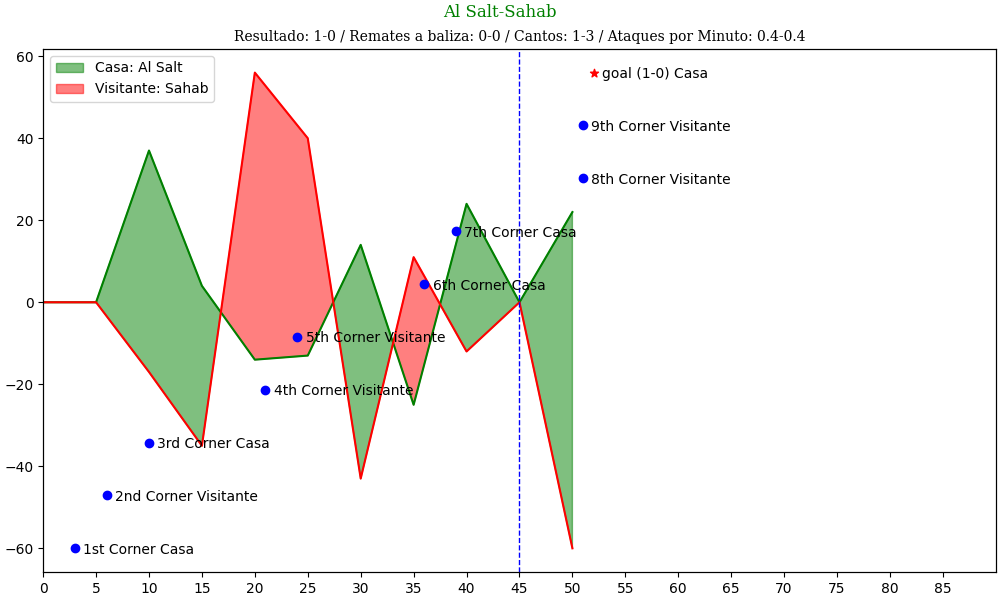 Al Salt-Sahab
Resultado: 1-0 / Remates a baliza: 0-0 / Cantos: 1-3 / Ataques por Minuto: 0.4-0.4
60
Casa: Al Salt
Visitante: Sahab
goal (1-0) Casa
9th Corner Visitante
40
8th Corner Visitante
20
7th Corner Casa
6th Corner Casa
0
5th Corner Visitante
−20
4th Corner Visitante
3rd Corner Casa
−40
2nd Corner Visitante
−60
1st Corner Casa
0 5 10 15 20 25 30 35 40 45 50 55 60 65 70 75 80 85